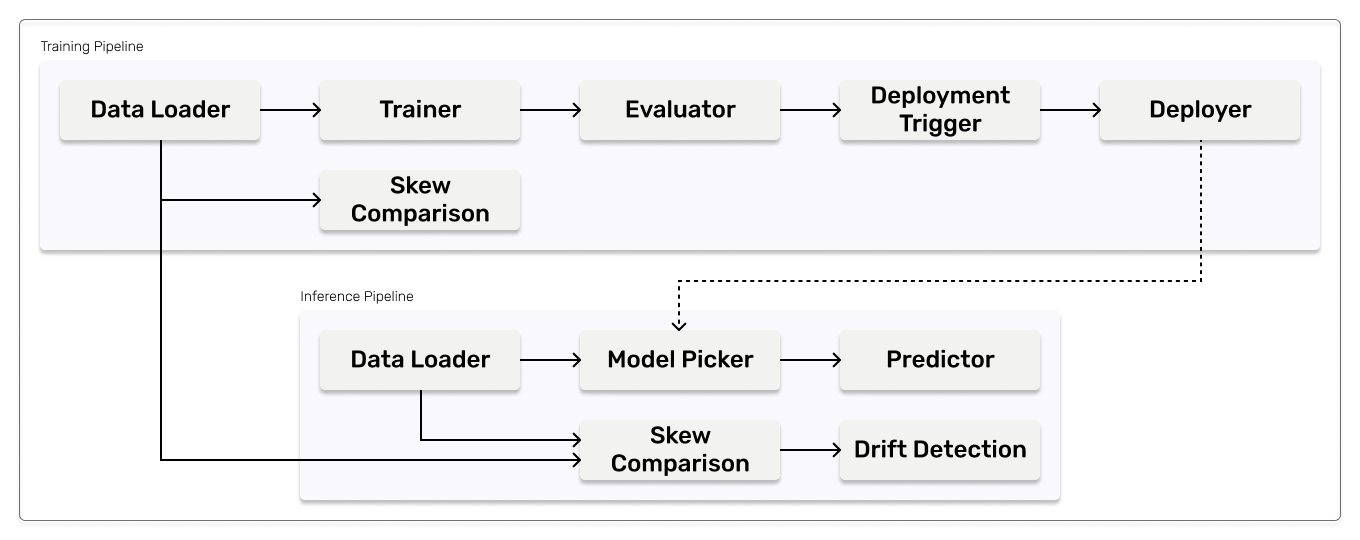 Training Pipeline
Data Loader
Trainer
Evaluator
Deployment
Trigger
Deployer
Skew
Comparison
Inference Pipeline
Data Loader
Model Picker
Predictor
Skew
Comparison
Drift Detection